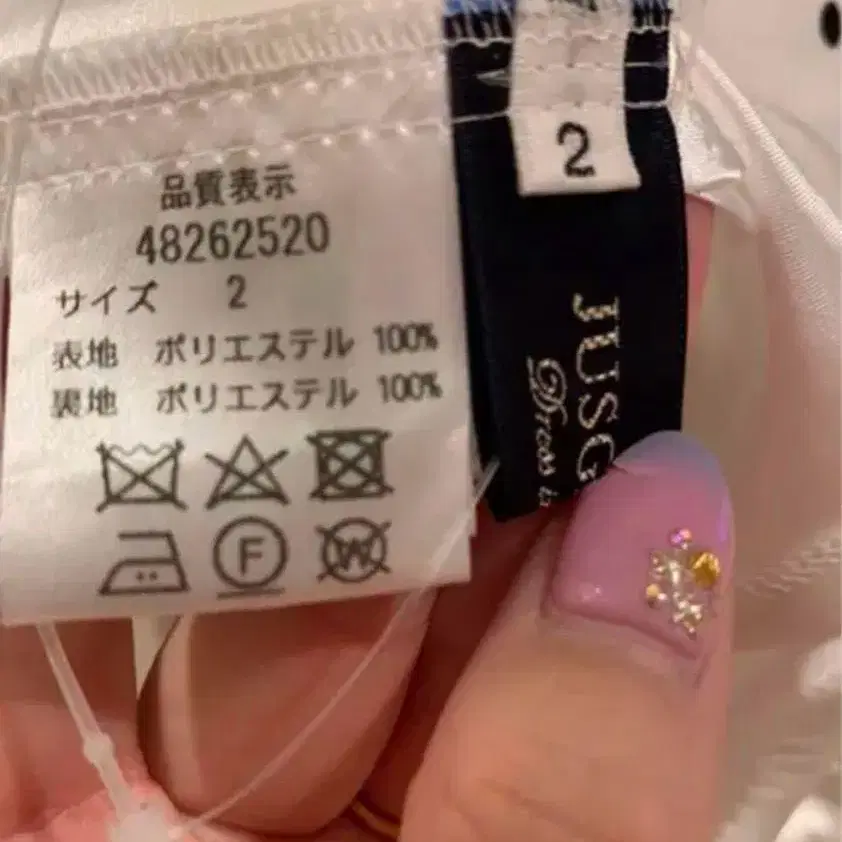 品質表示
48262520
サイズ 2
表地 ポリエステル 100%
裏地 ポリエステル 100%
F
W
2
JUSG
Dress